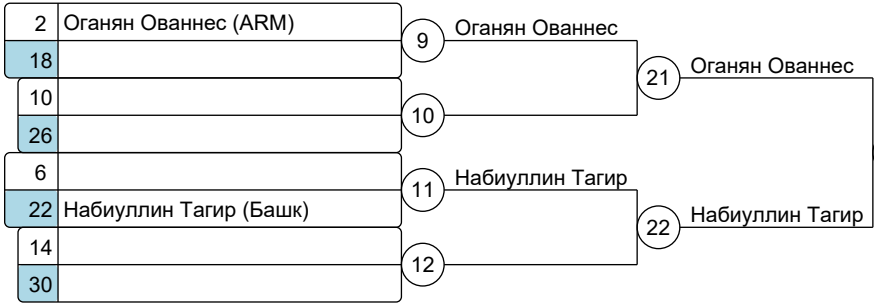 2 Оганян Ованнес (ARM)
18
9 Оганян Ованнес
10
26
10
21 Оганян Ованнес
6
22 Набиуллин Тагир (Башк)
11 Набиуллин Тагир
14
30
12
22 Набиуллин Тагир